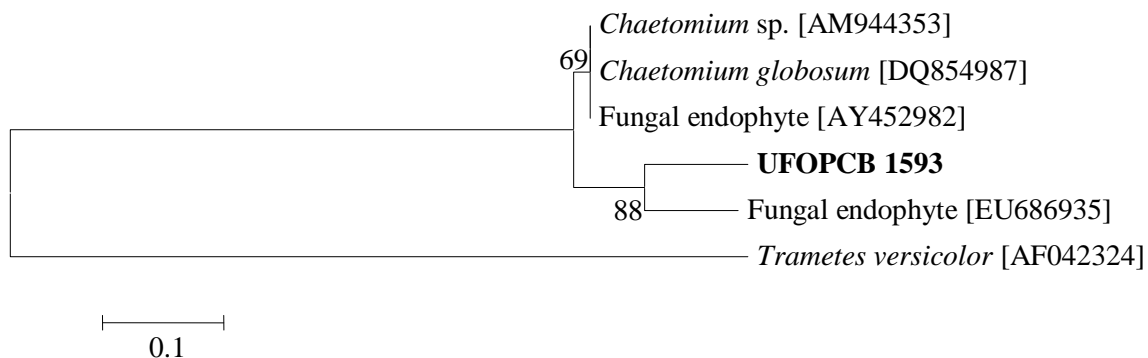 Chaetomium sp. [AM944353]
69
Chaetomium globosum [DQ854987]
Fungal endophyte [AY452982]
UFOPCB 1593
88
Fungal endophyte [EU686935]
Trametes versicolor [AF042324]
0.1